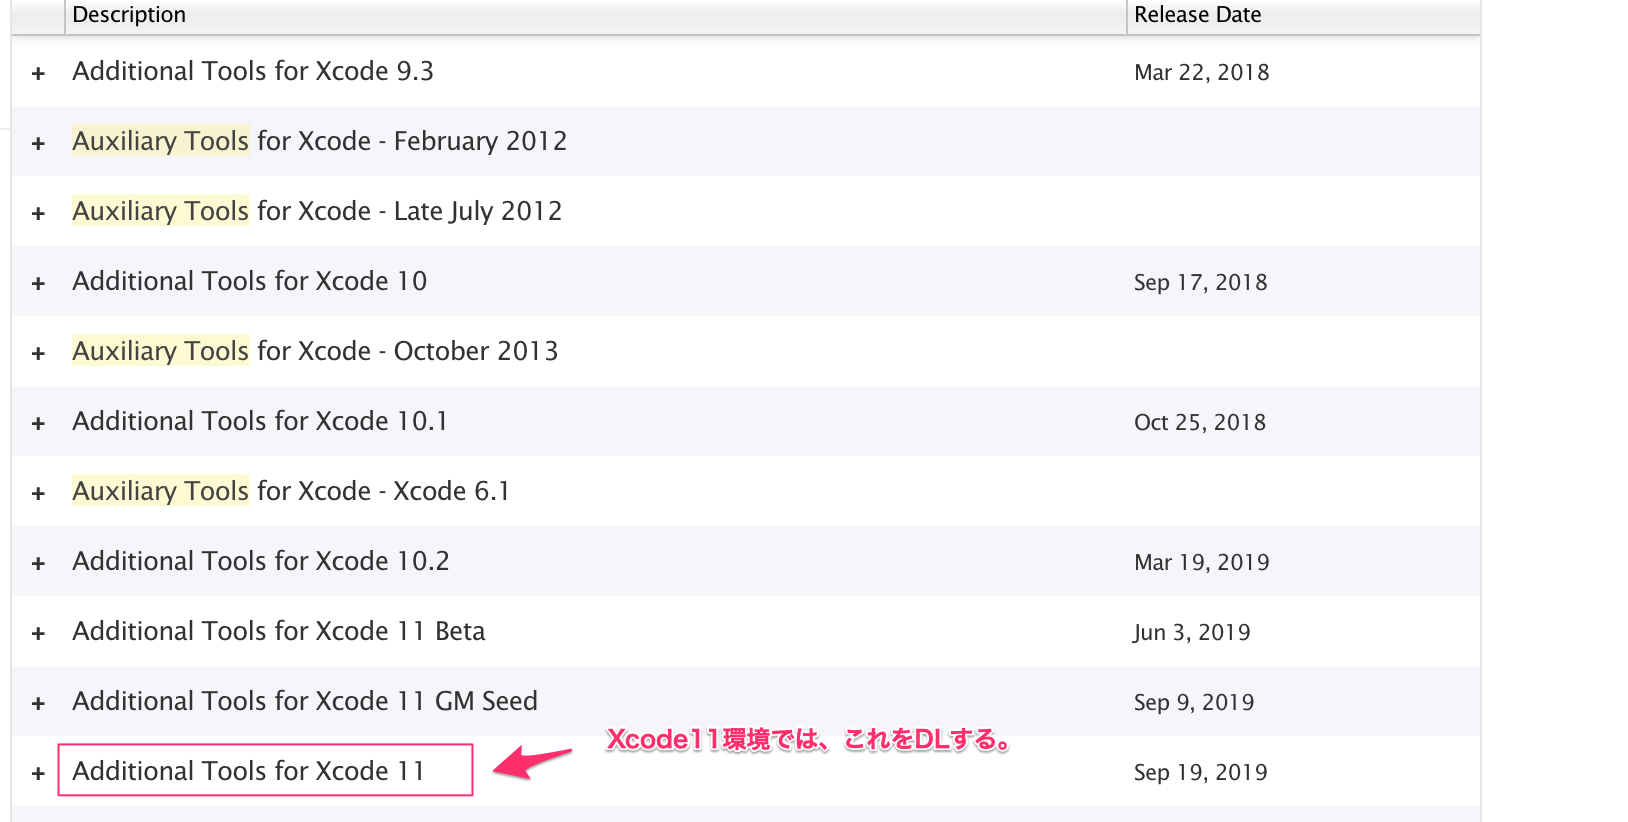 Description Release Date
+ Additional Tools for Xcode 9.3 Mar 22, 2018
+ Auxiliary Tools for Xcode - February 2012
+ Auxiliary Tools for Xcode - Late July 2012
+ Additional Tools for Xcode 10 Sep 17, 2018
+ Auxiliary Tools for Xcode - October 2013
+ Additional Tools for Xcode 10.1 Oct 25, 2018
+ Auxiliary Tools for Xcode - Xcode 6.1
+ Additional Tools for Xcode 10.2 Mar 19, 2019
+ Additional Tools for Xcode 11 Beta Jun 3, 2019
+ Additional Tools for Xcode 11 GM Seed Sep 9, 2019
Xcode11環境では、これをDLする。
+ Additional Tools for Xcode 11 Sep 19, 2019